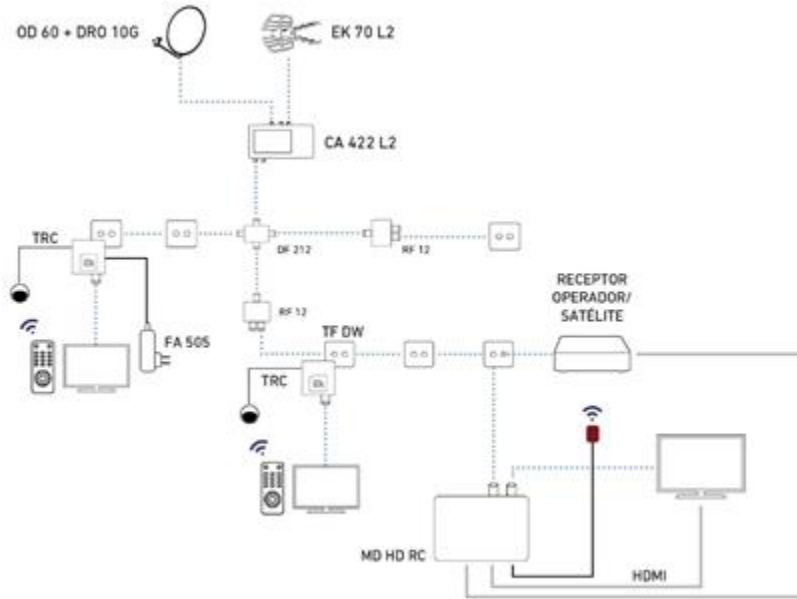 OD 60 + DRO 10G
EK 70 L2
CA 422 L2
TRC
DF 212
RF 12
RECEPTOR
OPERADOR/
SATÉLITE
RF 12
FA 505
TF DW
TRC
MD HD RC
HDMI